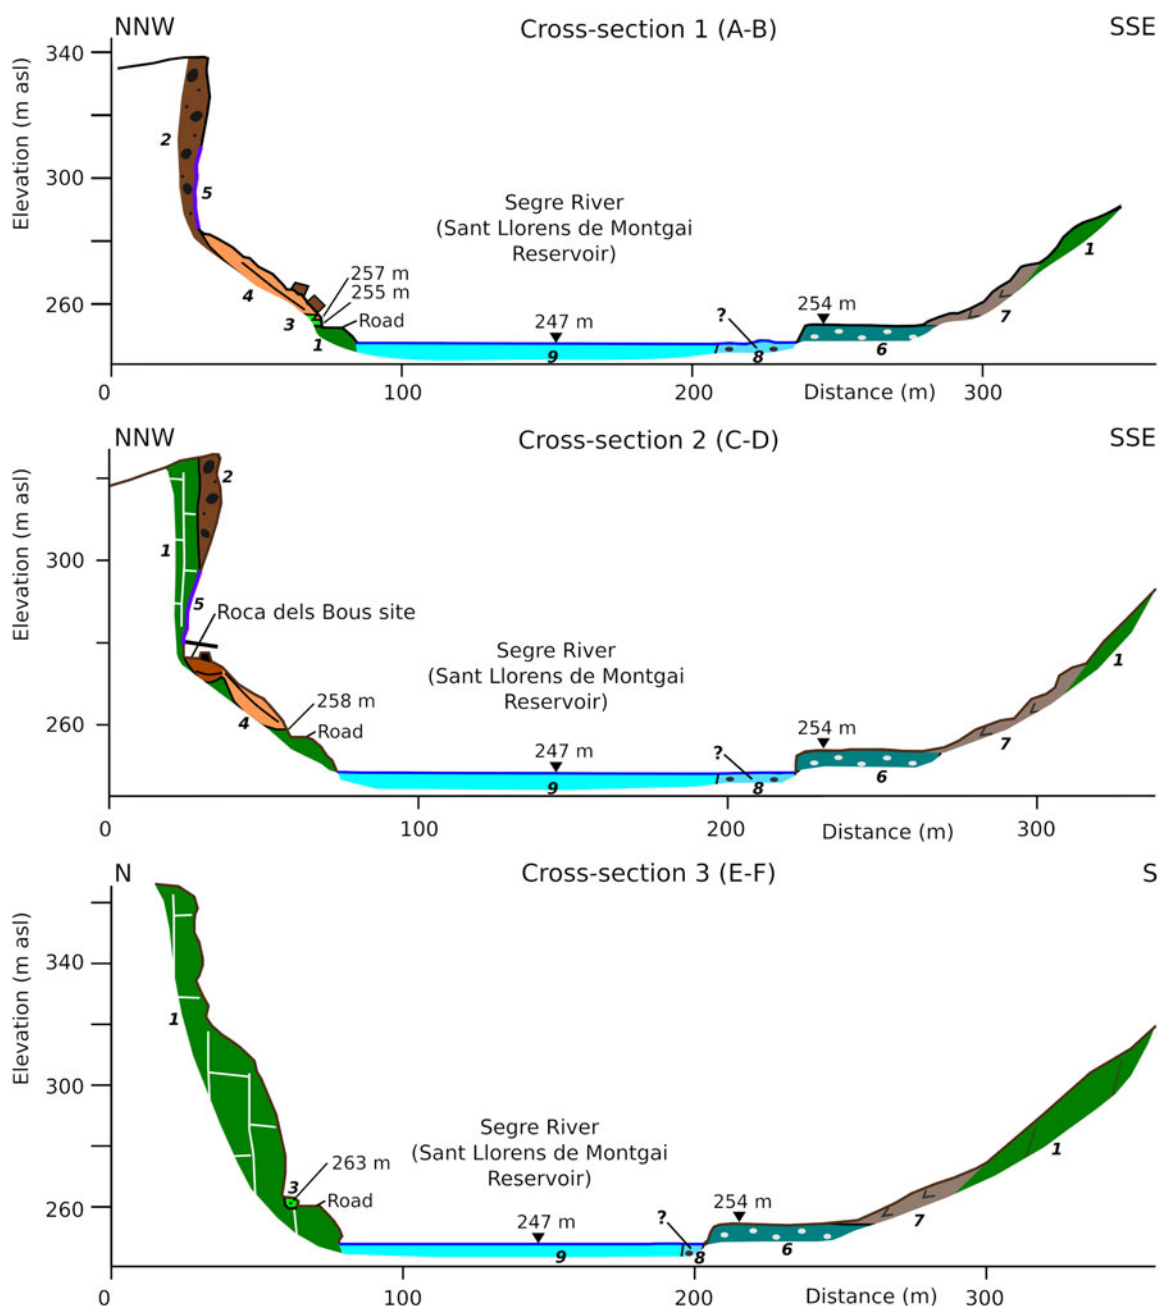 NNW
Cross-section 1 (A-B)
SSE
Elevation (m asl)
340
300
260
2
5
4
3
1
257 m
255 m
Road
Segre River
(Sant Llorens de Montgai
Reservoir)
247 m
9
?
8
254 m
6
7
1
0
100
200
Distance (m)
300
NNW
Cross-section 2 (C-D)
SSE
Elevation (m asl)
300
260
2
1
5
Roca dels Bous site
4
258 m
Road
Segre River
(Sant Llorens de Montgai
Reservoir)
247 m
9
?
8
254 m
6
7
1
0
100
200
Distance (m)
300
N
Cross-section 3 (E-F)
S
Elevation (m asl)
340
300
260
1
3
263 m
Road
Segre River
(Sant Llorens de Montgai
Reservoir)
247 m
9
?
8
254 m
6
7
1
0
100
200
Distance (m)
300